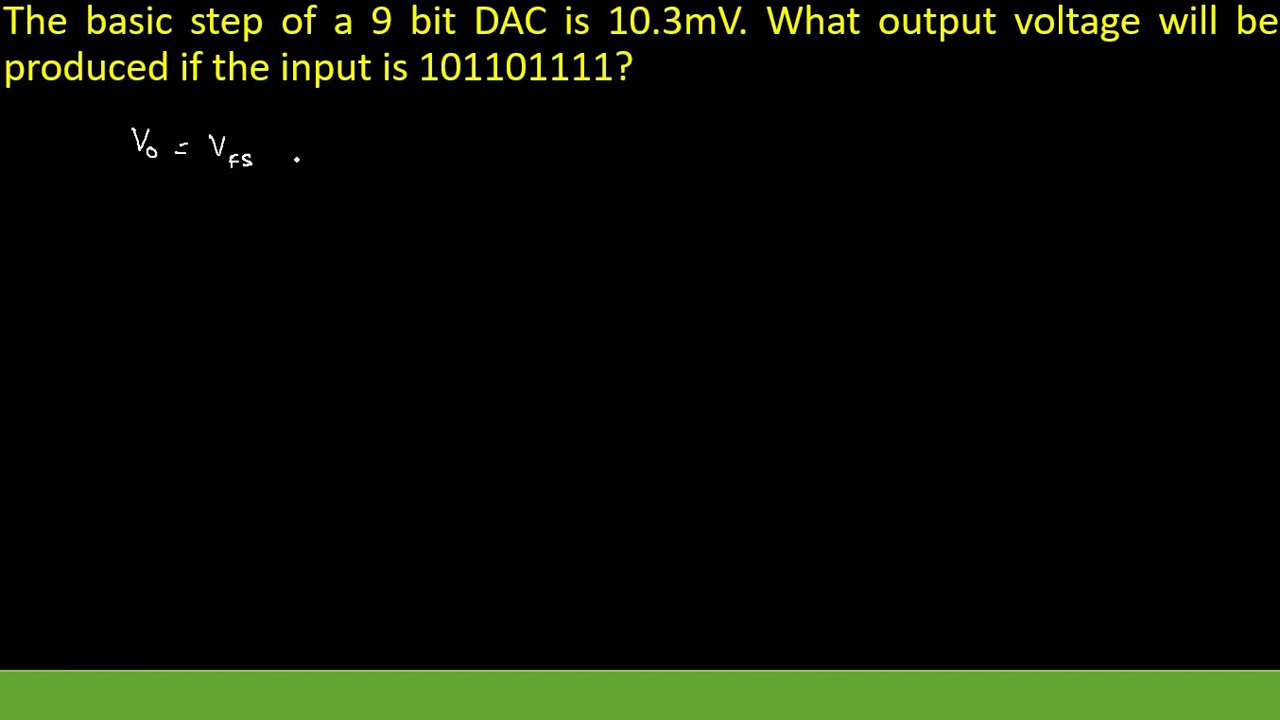 The basic step of a 9 bit DAC is 10.3mV. What output voltage will be
produced if the input is 101101111?
V₀ = V_FS .